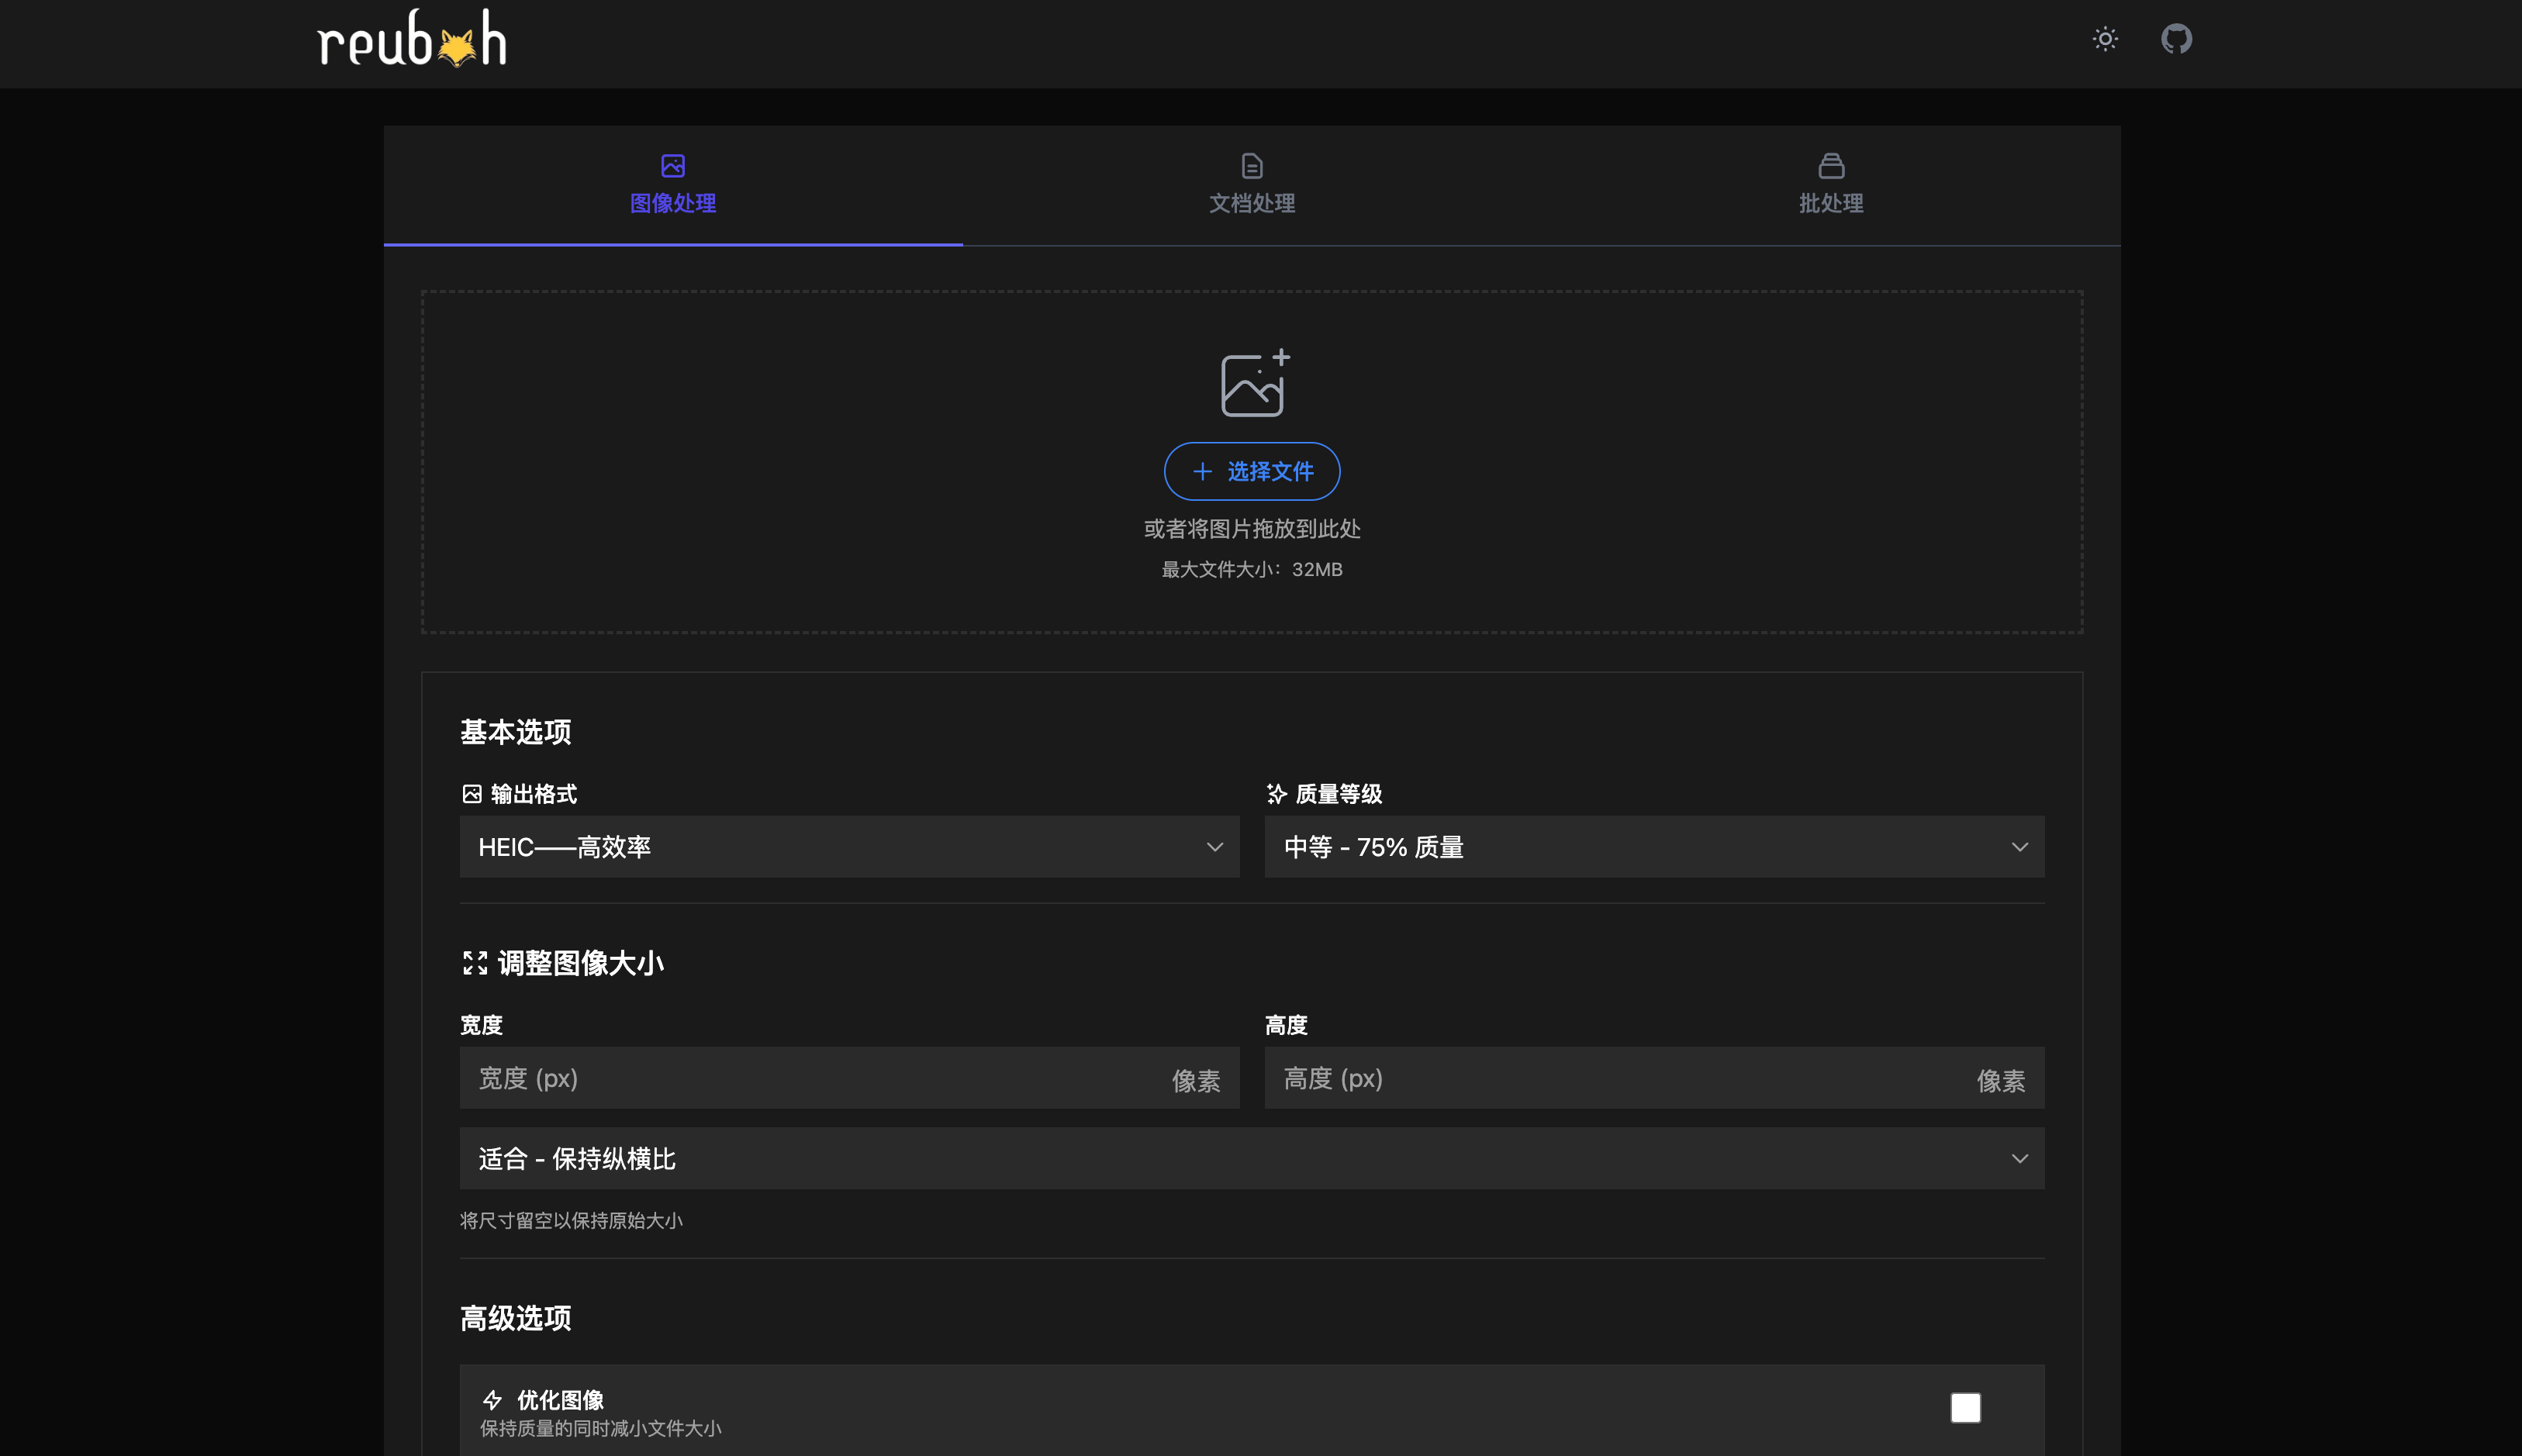 reuboh
图像处理
文档处理
批处理
选择文件
或者将图片拖放到此处
最大文件大小：32MB
基本选项
输出格式
质量等级
HEIC——高效率
中等 - 75% 质量
调整图像大小
宽度
高度
宽度 (px)
像素
高度 (px)
像素
适合 - 保持纵横比
将尺寸留空以保持原始大小
高级选项
优化图像
保持质量的同时减小文件大小